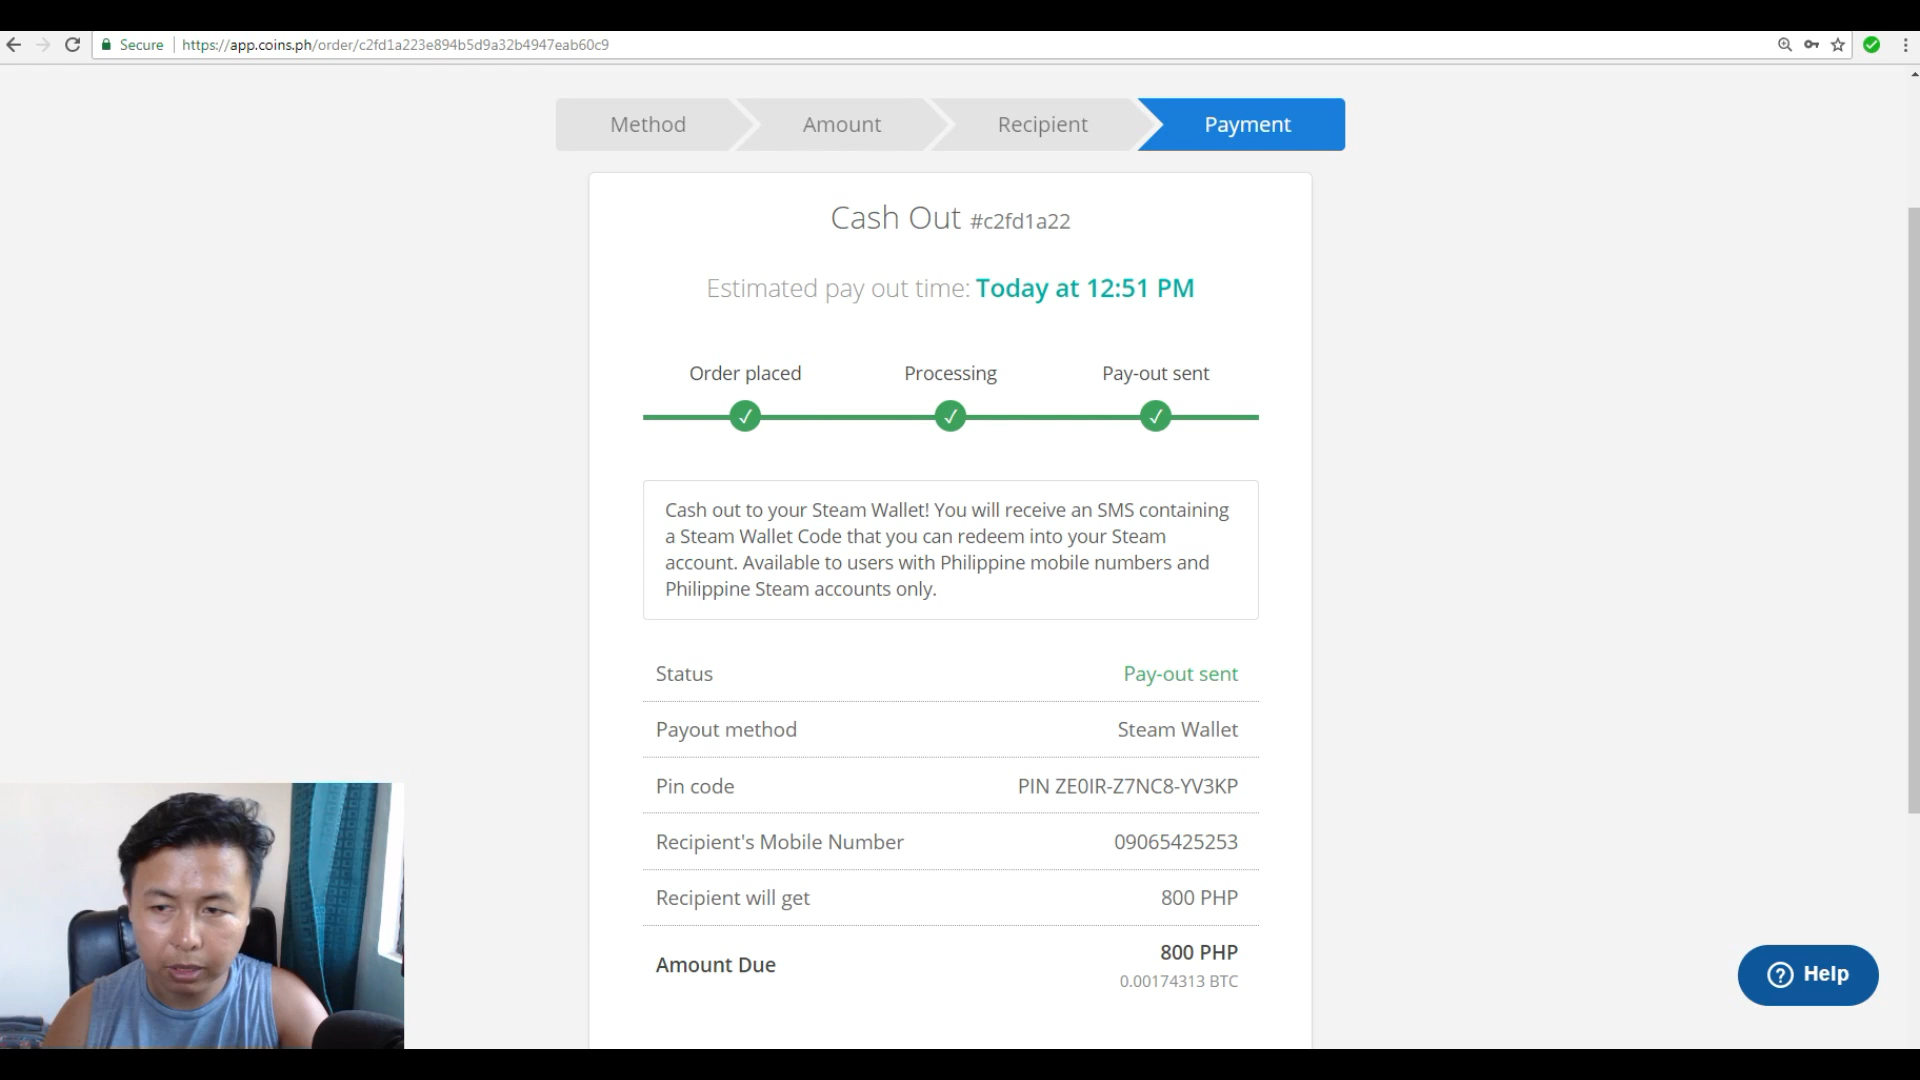 Secure https://app.coins.ph/order/c2fd1a223e894b5d9a32b4947eab60c9
Method Amount Recipient Payment
Cash Out #c2fd1a22
Estimated pay out time: Today at 12:51 PM
Order placed Processing Pay-out sent
Cash out to your Steam Wallet! You will receive an SMS containing
a Steam Wallet Code that you can redeem into your Steam
account. Available to users with Philippine mobile numbers and
Philippine Steam accounts only.
Status Pay-out sent
Payout method Steam Wallet
Pin code PIN ZE0IR-Z7NC8-YV3KP
Recipient's Mobile Number 09065425253
Recipient will get 800 PHP
Amount Due 800 PHP
0.00174313 BTC
Help